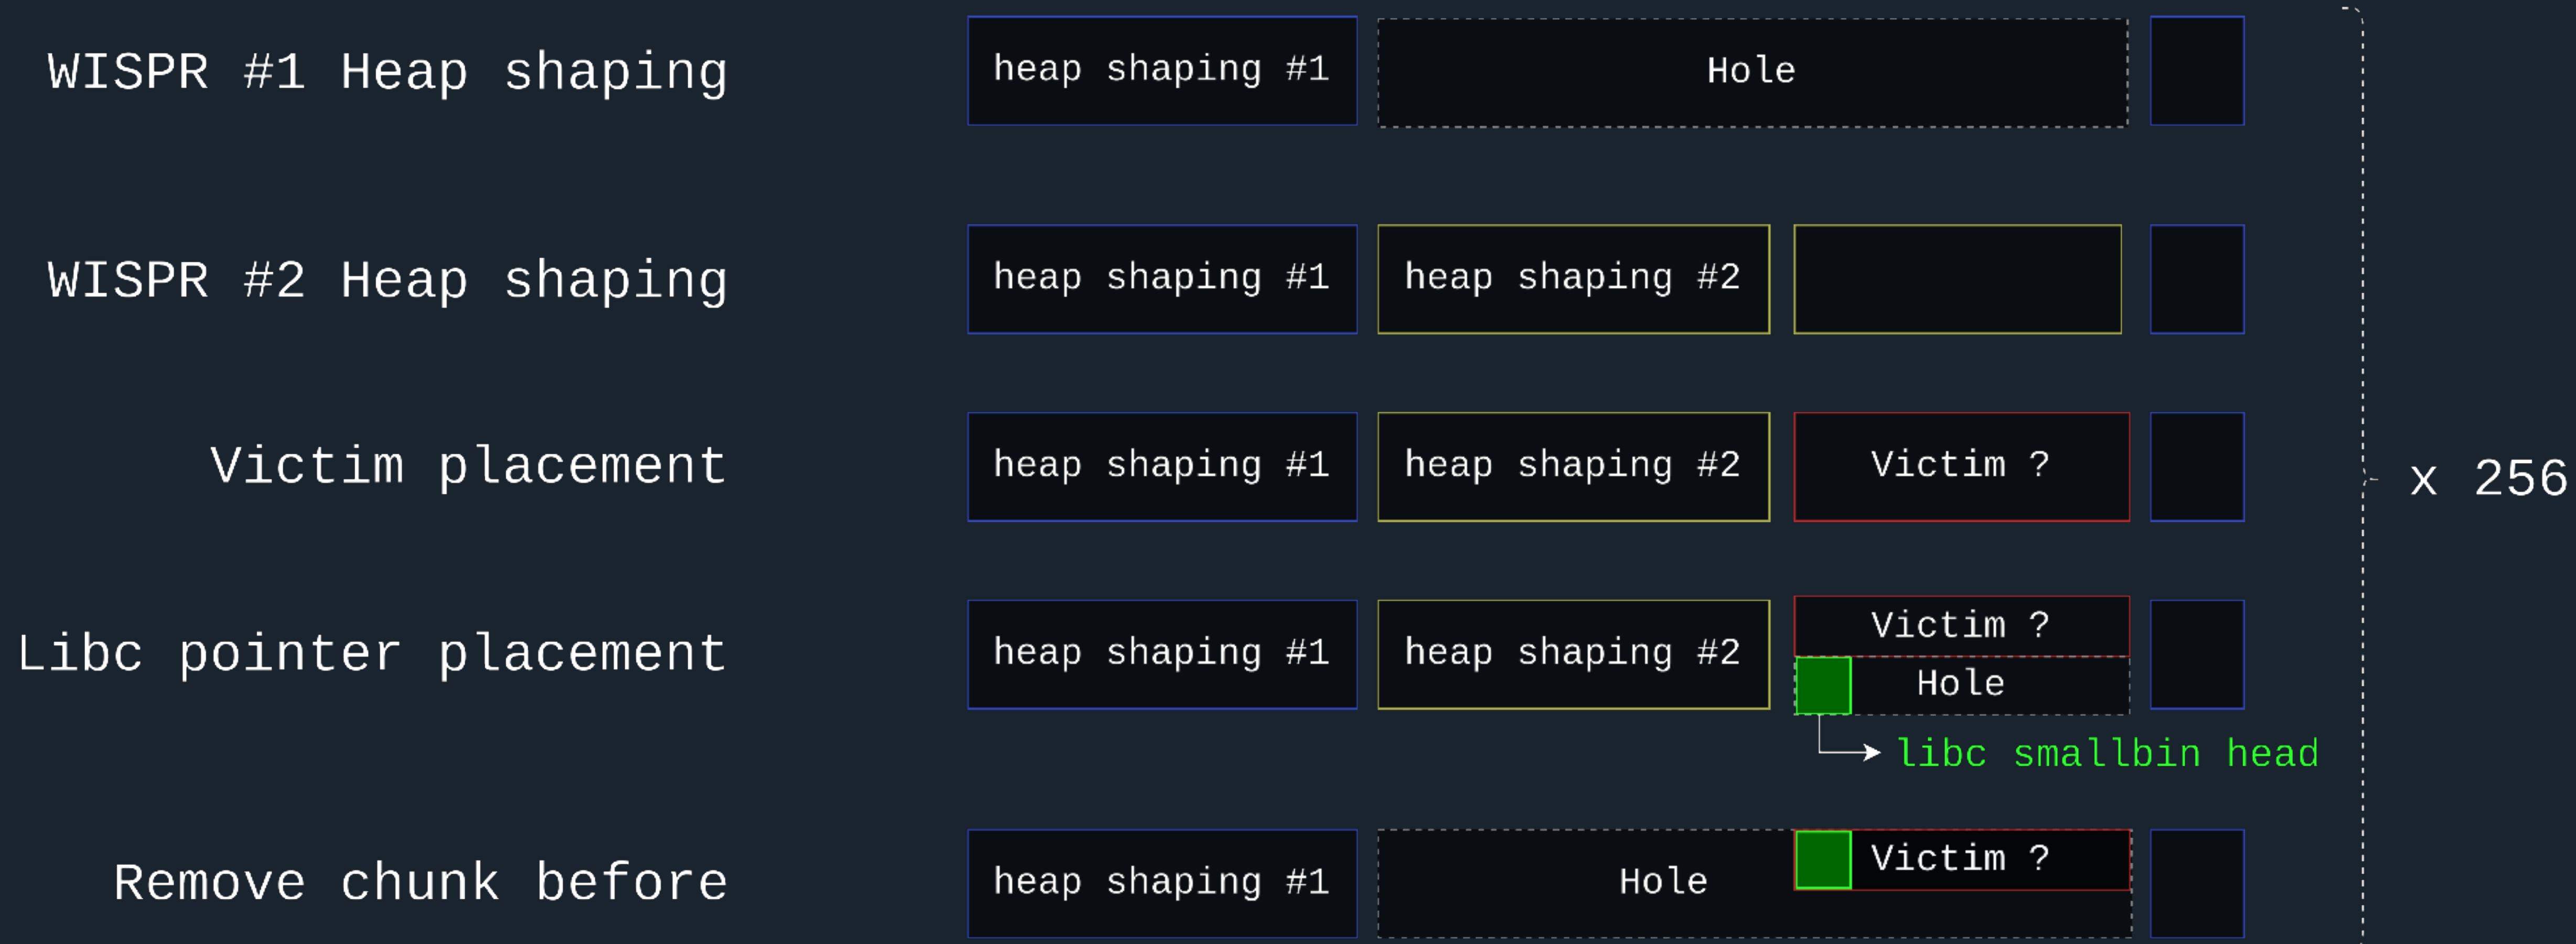 WISPR #1 Heap shaping
heap shaping #1
Hole
WISPR #2 Heap shaping
heap shaping #1
heap shaping #2
Victim placement
heap shaping #1
heap shaping #2
Victim ?
x 256
Libc pointer placement
heap shaping #1
heap shaping #2
Victim ?
Hole
libc smallbin head
Remove chunk before
heap shaping #1
Hole
Victim ?